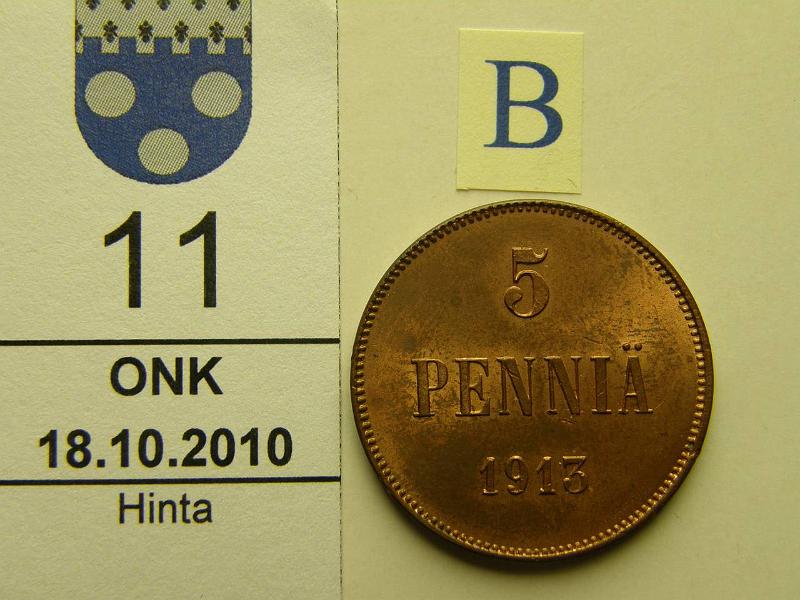 11
ONK
18.10.2010
Hinta
B
5
PENNIÄ
1913